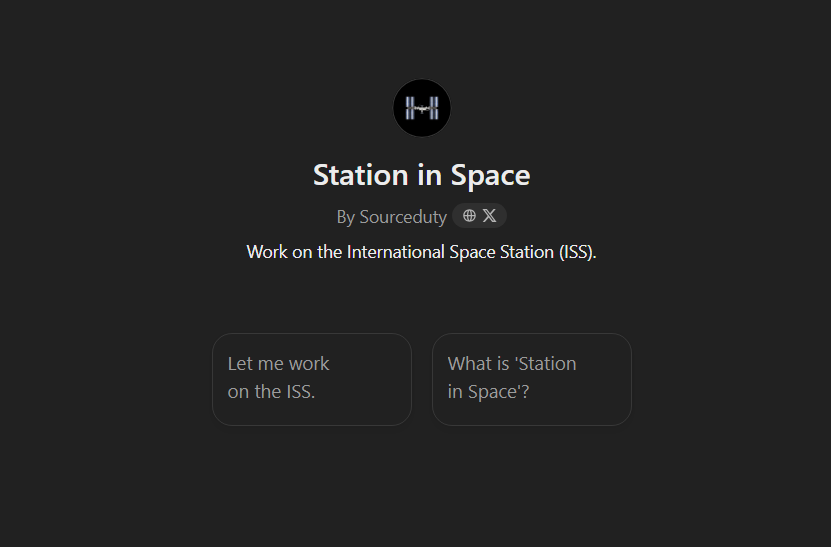 Station in Space
By Sourceduty
Work on the International Space Station (ISS).
Let me work
on the ISS.
What is 'Station
in Space'?